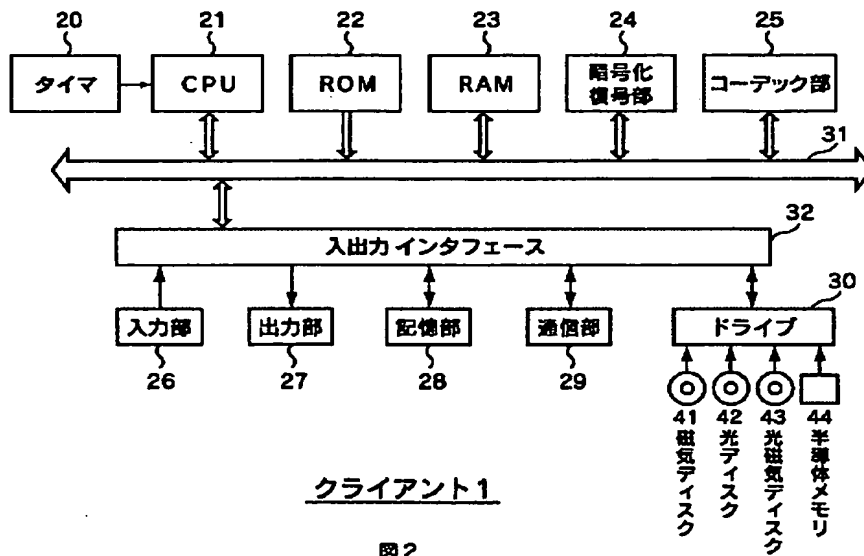 20 21 22 23 24 25
タイマ CPU ROM RAM 暗号化 コーデック部
復号部
31
32
入出力インタフェース
30
入力部 出力部 記憶部 通信部 ドライブ
26 27 28 29
41 42 43 44
磁気ディスク
光ディスク
光磁気ディスク
半導体メモリ
クライアント1
図2